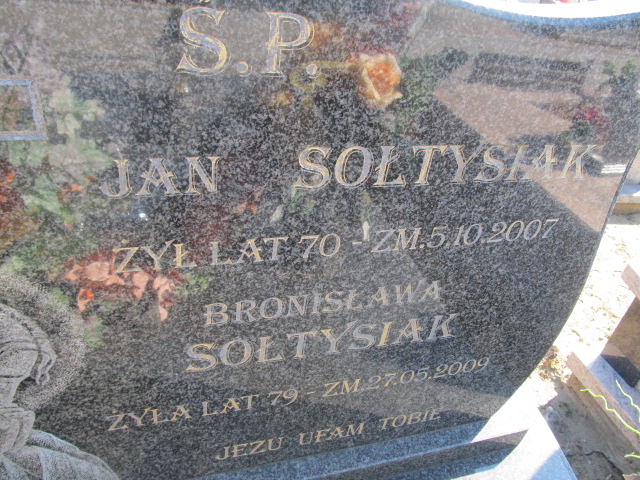 Ś.P.
JAN SOŁTYSIAK
ŻYŁ LAT 70 - ZM.5.10.2007
BRONISŁAWA
SOŁTYSIAK
ŻYŁA LAT 79 - ZM.27.05.2009
JEZU UFAM TOBIE